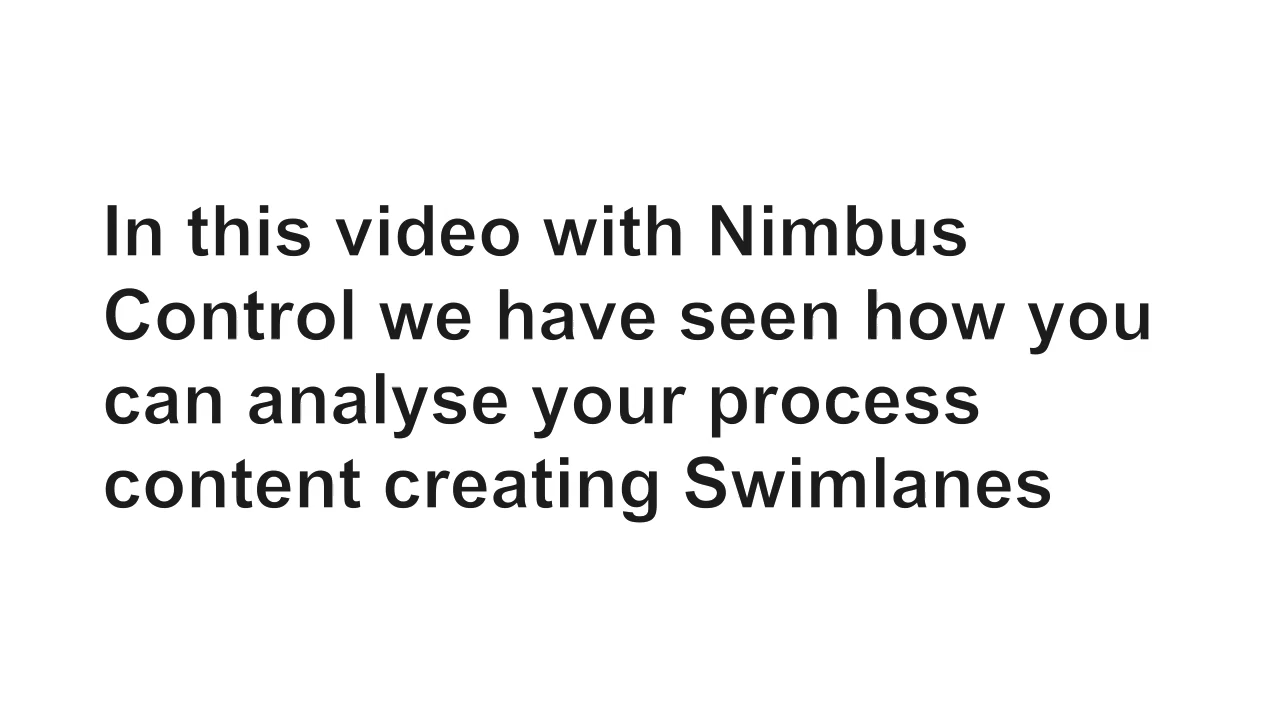 In this video with Nimbus
Control we have seen how you
can analyse your process
content creating Swimlanes